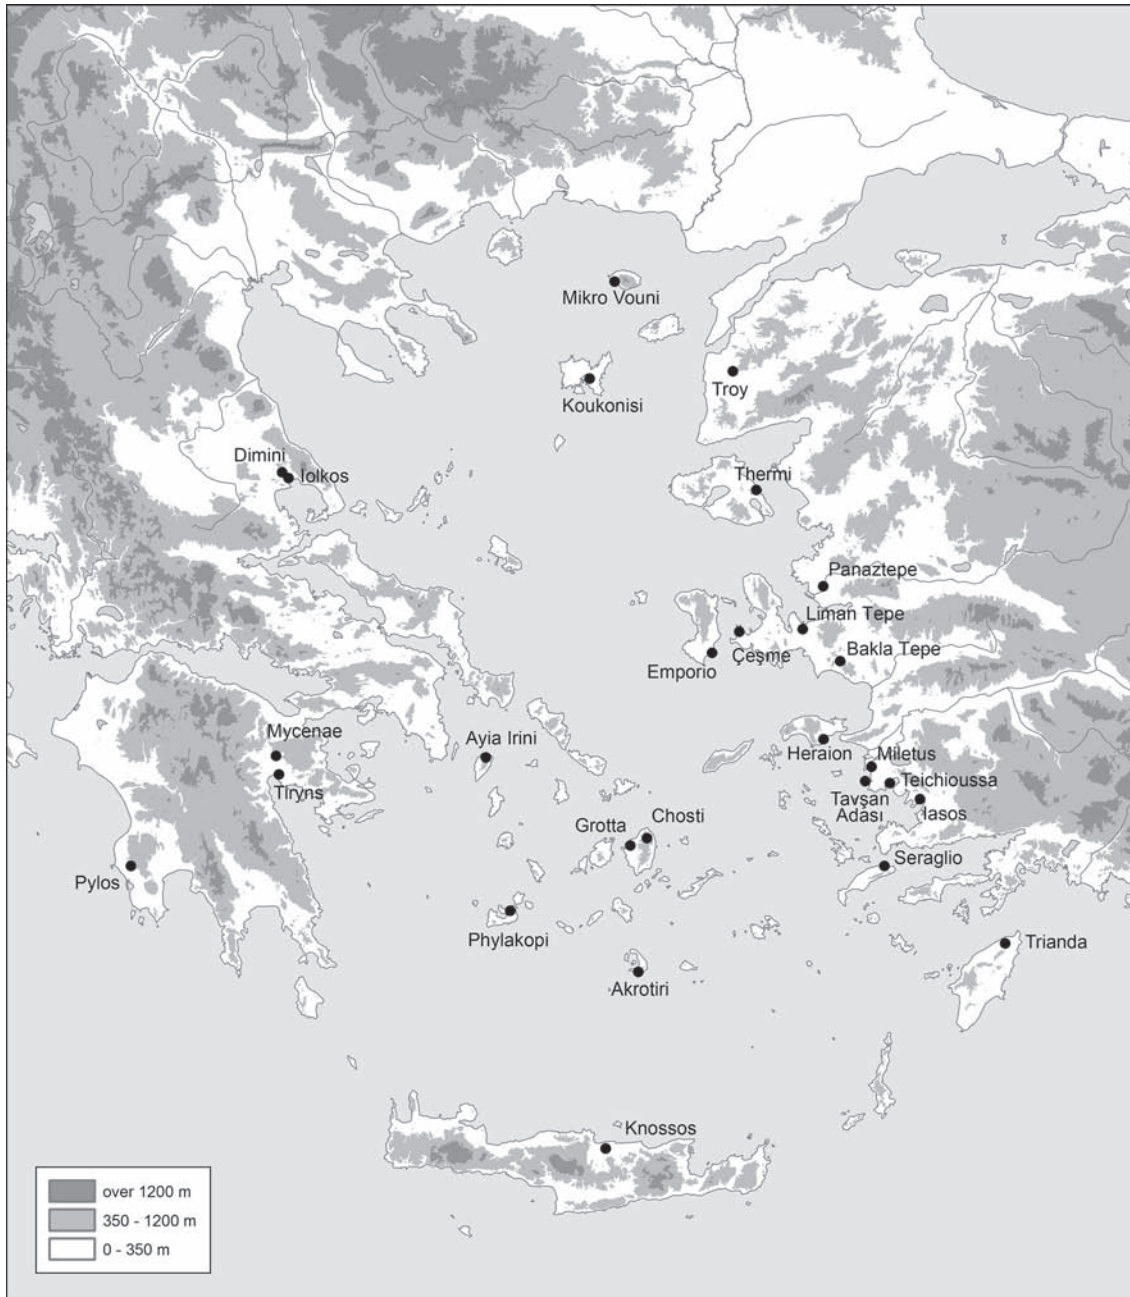 Mikro Vouni
Koukonisi
Troy
Dimini
Iolkos
Thermi
Panaztepe
Liman Tepe
Çeşme
Bakla Tepe
Emporio
Mycenae
Ayia Irini
Heraion
Miletus
Tiryns
Tavşan
Adası
Teichioussa
Iasos
Grotta
Chosti
Seraglio
Pylos
Phylakopi
Trianda
Akrotiri
Knossos
over 1200 m
350 - 1200 m
0 - 350 m